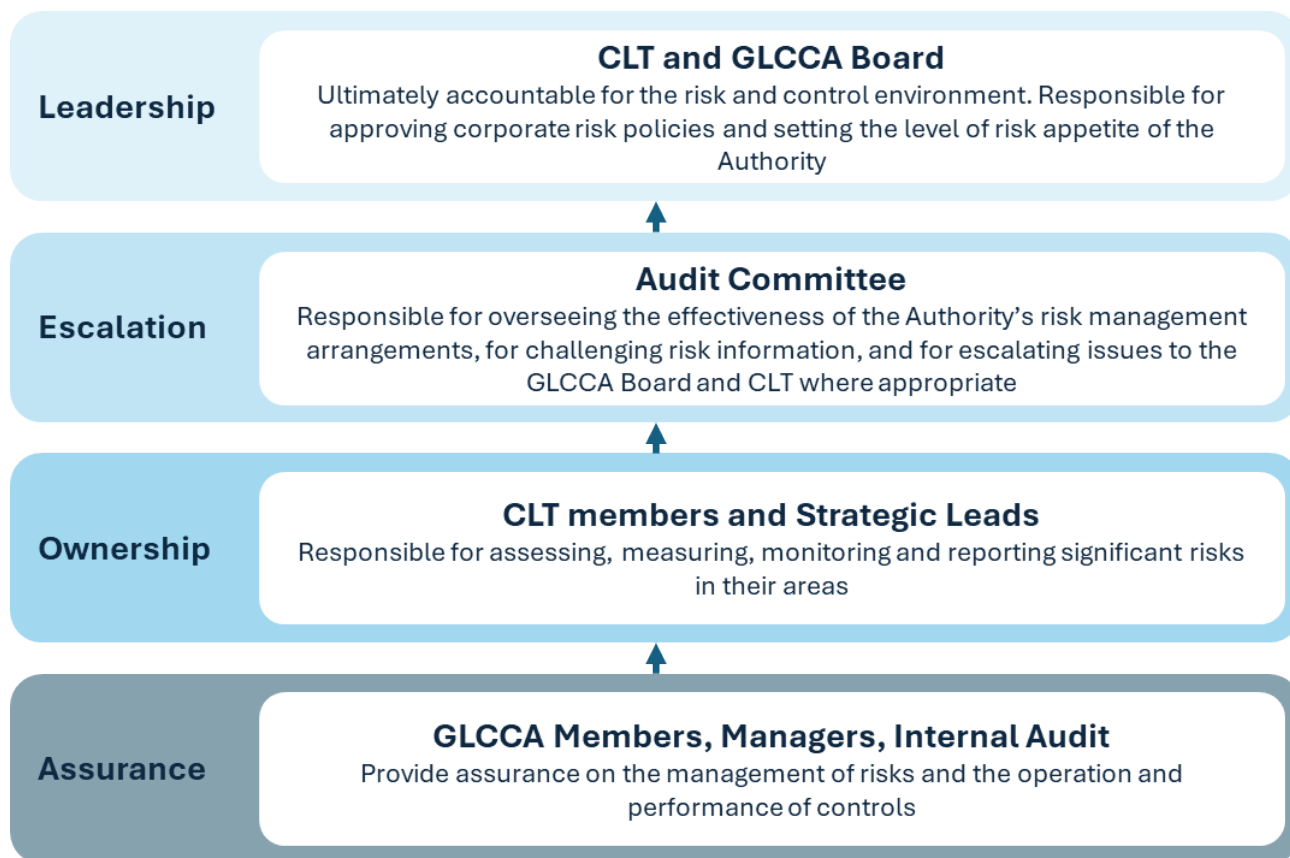 Leadership
CLT and GLCCA Board
Ultimately accountable for the risk and control environment. Responsible for
approving corporate risk policies and setting the level of risk appetite of the
Authority
Escalation
Audit Committee
Responsible for overseeing the effectiveness of the Authority’s risk management
arrangements, for challenging risk information, and for escalating issues to the
GLCCA Board and CLT where appropriate
Ownership
CLT members and Strategic Leads
Responsible for assessing, measuring, monitoring and reporting significant risks
in their areas
Assurance
GLCCA Members, Managers, Internal Audit
Provide assurance on the management of risks and the operation and
performance of controls